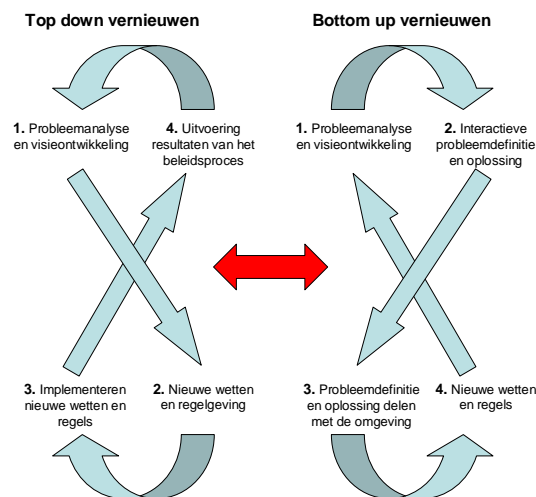 Top down vernieuwen
Bottom up vernieuwen
1. Probleemanalyse
en visieontwikkeling
4. Uitvoering
resultaten van het
beleidsproces
1. Probleemanalyse
en visieontwikkeling
2. Interactieve
probleemdefinitie
en oplossing
3. Implementeren
nieuwe wetten en
regels
2. Nieuwe wetten
en regelgeving
3. Probleemdefinitie
en oplossing delen
met de omgeving
4. Nieuwe wetten
en regels